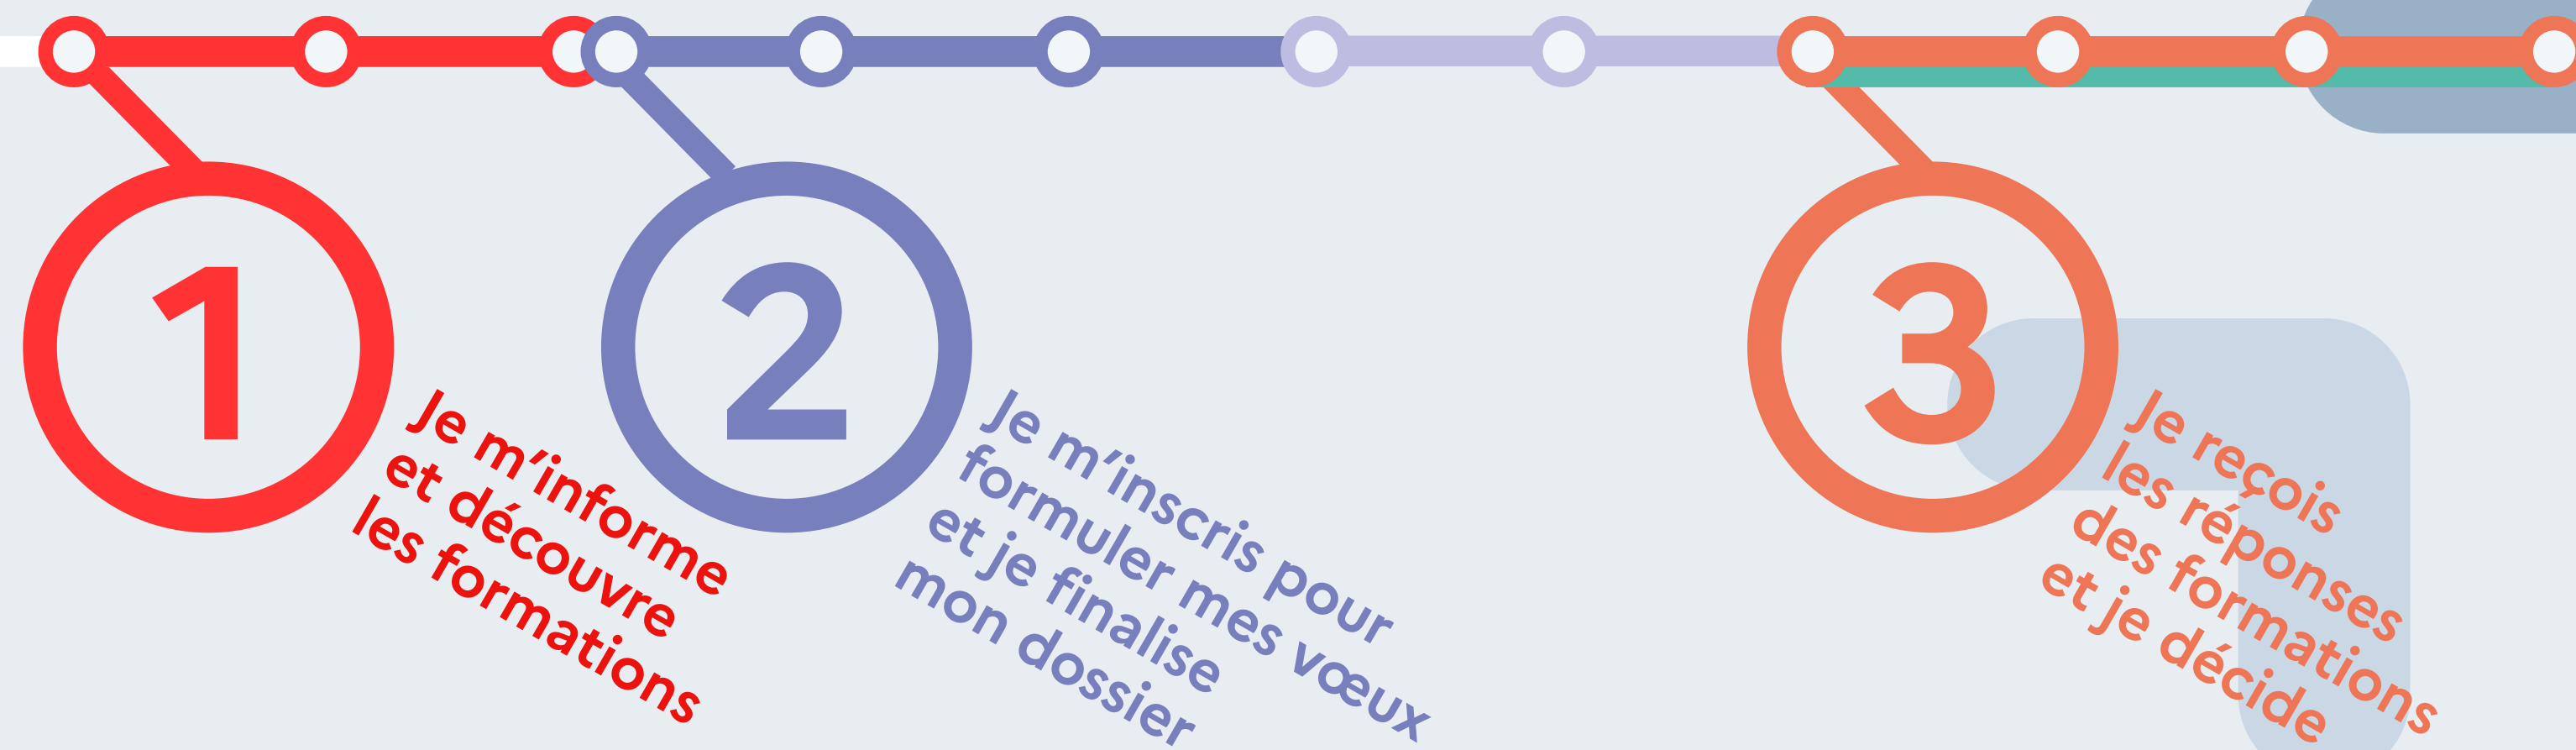 1
Je m'informe
et découvre
les formations
2
Je m'inscris pour
formuler mes vœux
et je finalise
mon dossier
3
Je reçois
les réponses
des formations
et je décide